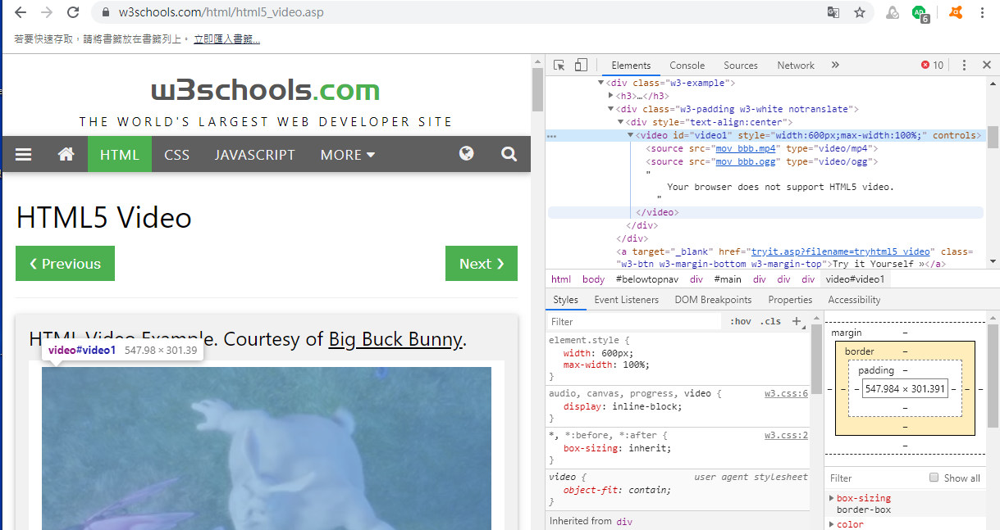 w3schools.com/html/html5_video.asp
6
若要快速存取，請將書籤放在書籤列上。 立即匯入書籤...
w3schools.com
THE WORLD'S LARGEST WEB DEVELOPER SITE
HTML CSS JAVASCRIPT MORE
HTML5 Video
❮ Previous
Next ❯
HTML Video Example. Courtesy of Big Buck Bunny.
video#video1 547.98 × 301.39
Elements Console Sources Network » 10
▼<div class="w3-example">
▶<h3>…</h3>
▼<div class="w3-padding w3-white notranslate">
▼<div style="text-align:center">
… ▼<video id="video1" style="width:600px;max-width:100%;" controls>
<source src="mov_bbb.mp4" type="video/mp4">
<source src="mov_bbb.ogg" type="video/ogg">
"
Your browser does not support HTML5 video.
"
</video>
</div>
</div>
<a target="_blank" href="tryit.asp?filename=tryhtml5_video" class=
"w3-btn w3-margin-bottom w3-margin-top">Try it Yourself »</a>
html body div#belowtopnav #main div div div video#video1
Styles Event Listeners DOM Breakpoints Properties Accessibility
Filter :hov .cls +
element.style {
width: 600px;
max-width: 100%;
}
audio, canvas, progress, video { w3.css:6
display: inline-block;
}
*, *:before, *:after { w3.css:2
box-sizing: inherit;
}
video { user agent stylesheet
object-fit: contain;
}
Inherited from div
margin –
border –
padding –
– – – 547.984 × 301.391 – – –
–
–
–
Filter Show all
▶ box-sizing
border-box
▶ color